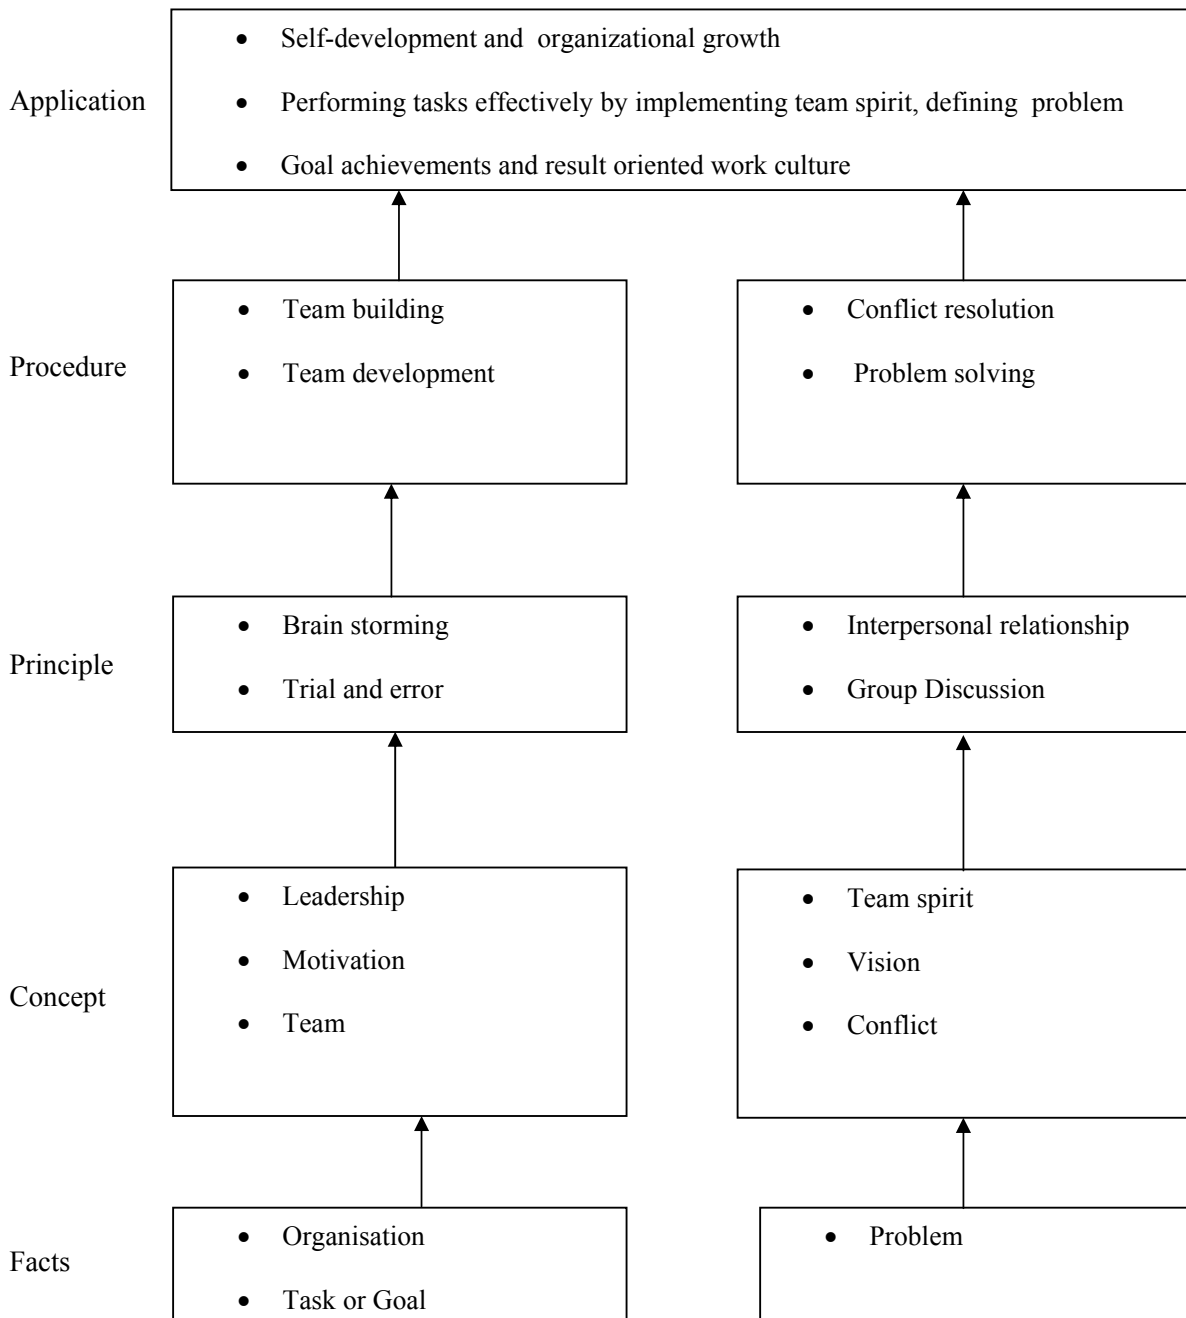 • Self-development and organizational growth
Application
• Performing tasks effectively by implementing team spirit, defining problem
• Goal achievements and result oriented work culture
Procedure
• Team building
• Team development
• Conflict resolution
• Problem solving
Principle
• Brain storming
• Trial and error
• Interpersonal relationship
• Group Discussion
Concept
• Leadership
• Motivation
• Team
• Team spirit
• Vision
• Conflict
Facts
• Organisation
• Task or Goal
• Problem